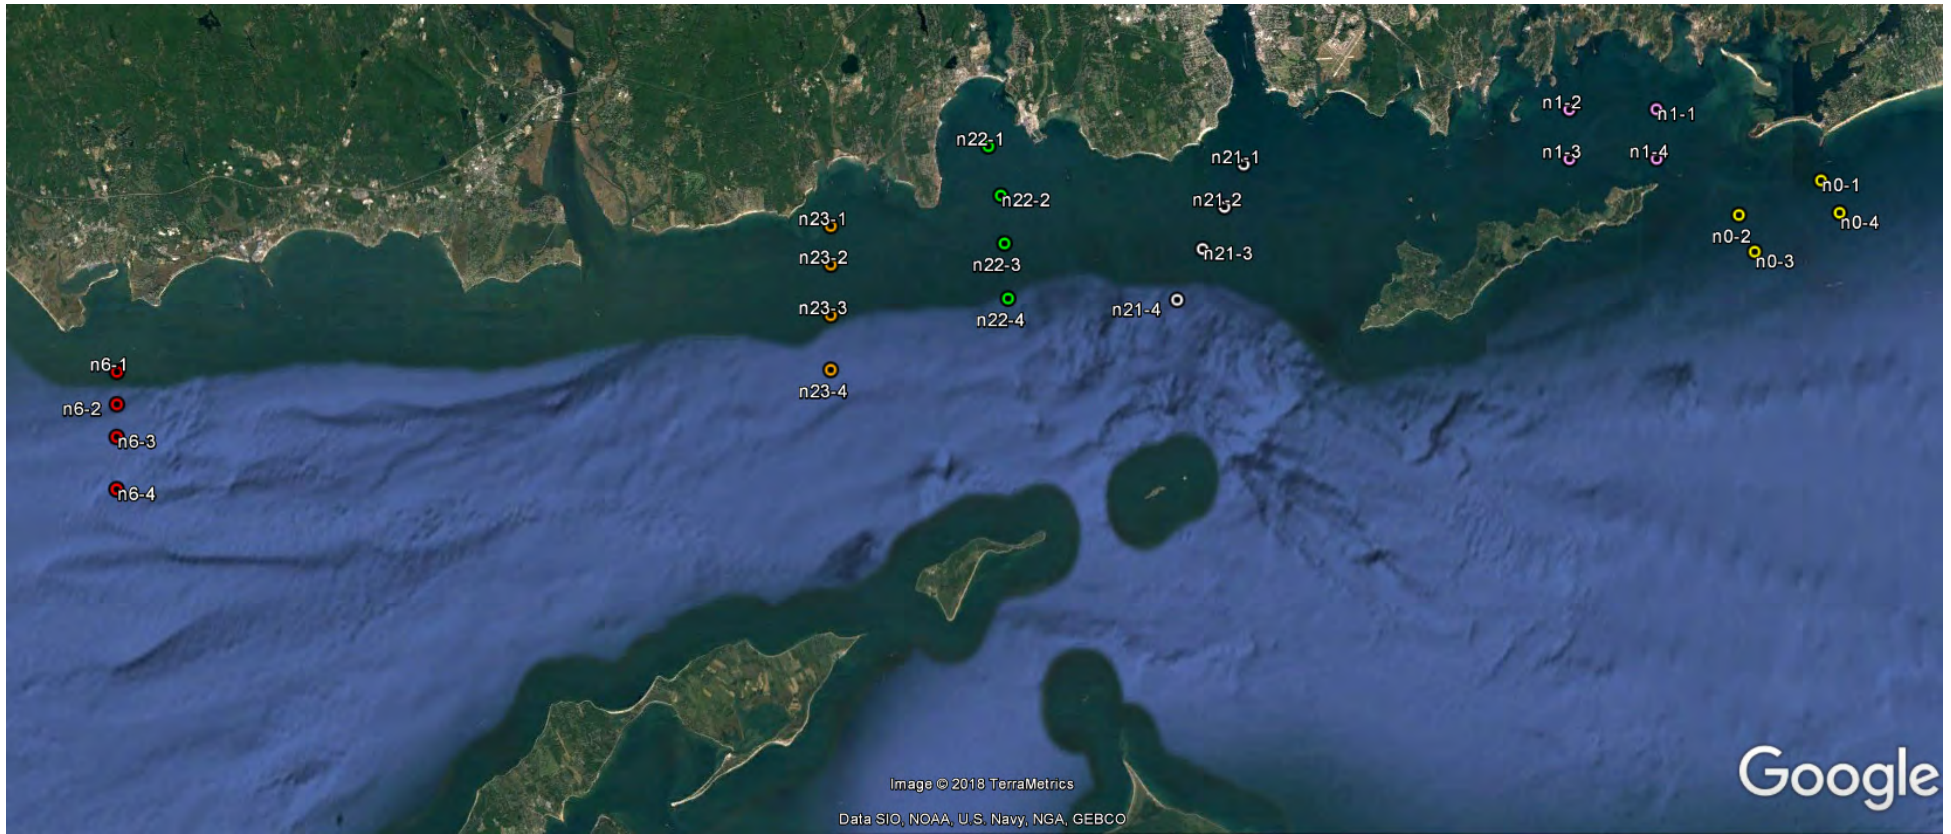 n1-2
n1-1
n22-1
n21-1
n1-3
n1-4
n0-1
n22-2
n21-2
n23-1
n0-4
n0-2
n21-3
n23-2
n22-3
n0-3
n23-3
n21-4
n22-4
n6-1
n23-4
n6-2
n6-3
n6-4
Google
Image © 2018 TerraMetrics
Data SIO, NOAA, U.S. Navy, NGA, GEBCO